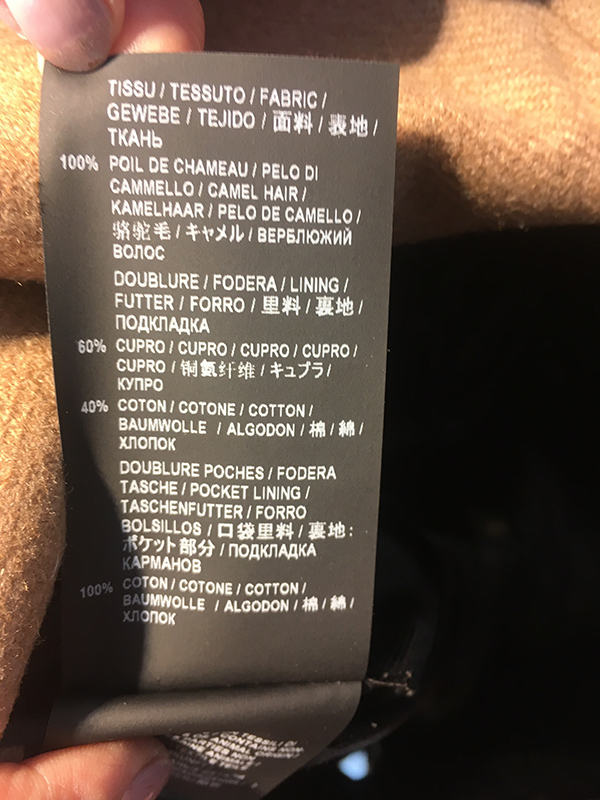 TISSU / TESSUTO / FABRIC /
GEWEBE / TEJIDO / 面料 / 表地 /
ТКАНЬ
100% POIL DE CHAMEAU / PELO DI
CAMMELLO / CAMEL HAIR /
KAMELHAAR / PELO DE CAMELLO /
骆驼毛 / キャメル / ВЕРБЛЮЖИЙ
ВОЛОС
DOUBLURE / FODERA / LINING /
FUTTER / FORRO / 里料 / 裏地 /
ПОДКЛАДКА
60% CUPRO / CUPRO / CUPRO / CUPRO /
CUPRO / 铜氨纤维 / キュプラ /
КУПРО
40% COTON / COTONE / COTTON /
BAUMWOLLE / ALGODON / 棉 / 綿 /
ХЛОПОК
DOUBLURE POCHES / FODERA
TASCHE / POCKET LINING /
TASCHENFUTTER / FORRO
BOLSILLOS / 口袋里料 / 裏地:
ポケット部分 / ПОДКЛАДКА
КАРМАНОВ
100% COTON / COTONE / COTTON /
BAUMWOLLE / ALGODON / 棉 / 綿 /
ХЛОПОК